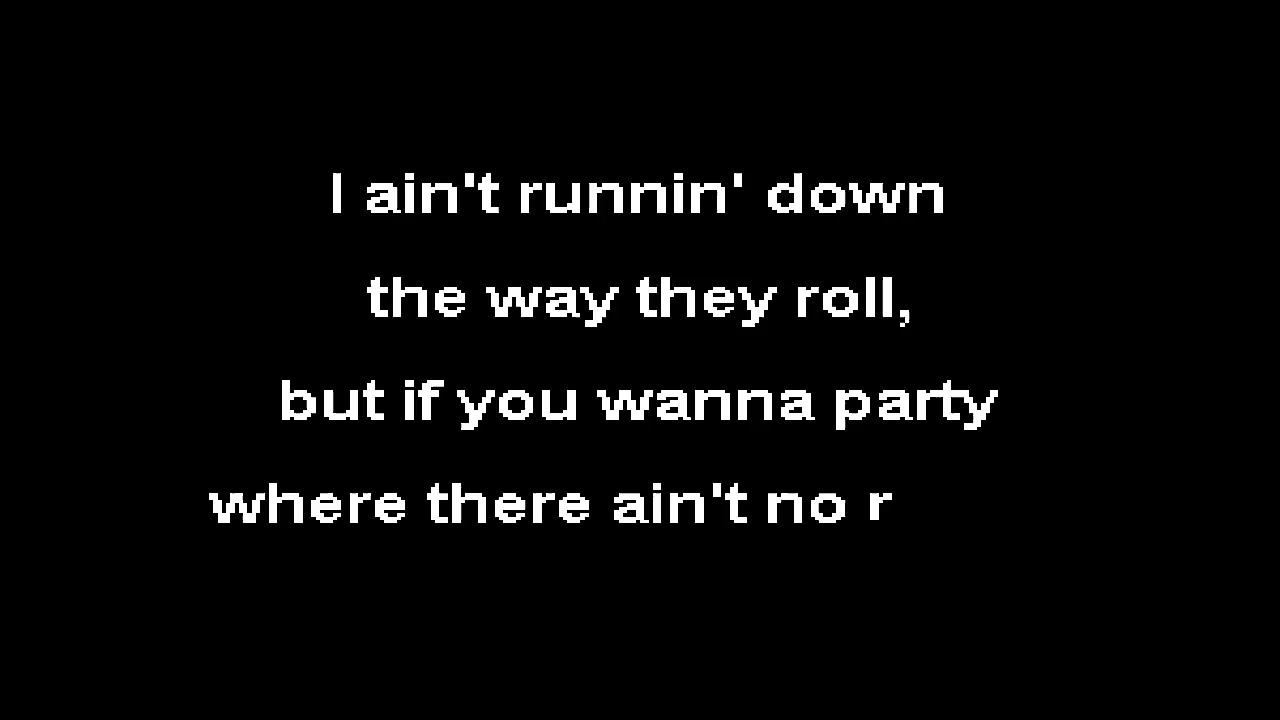 I ain't runnin' down
the way they roll,
but if you wanna party
where there ain't no r